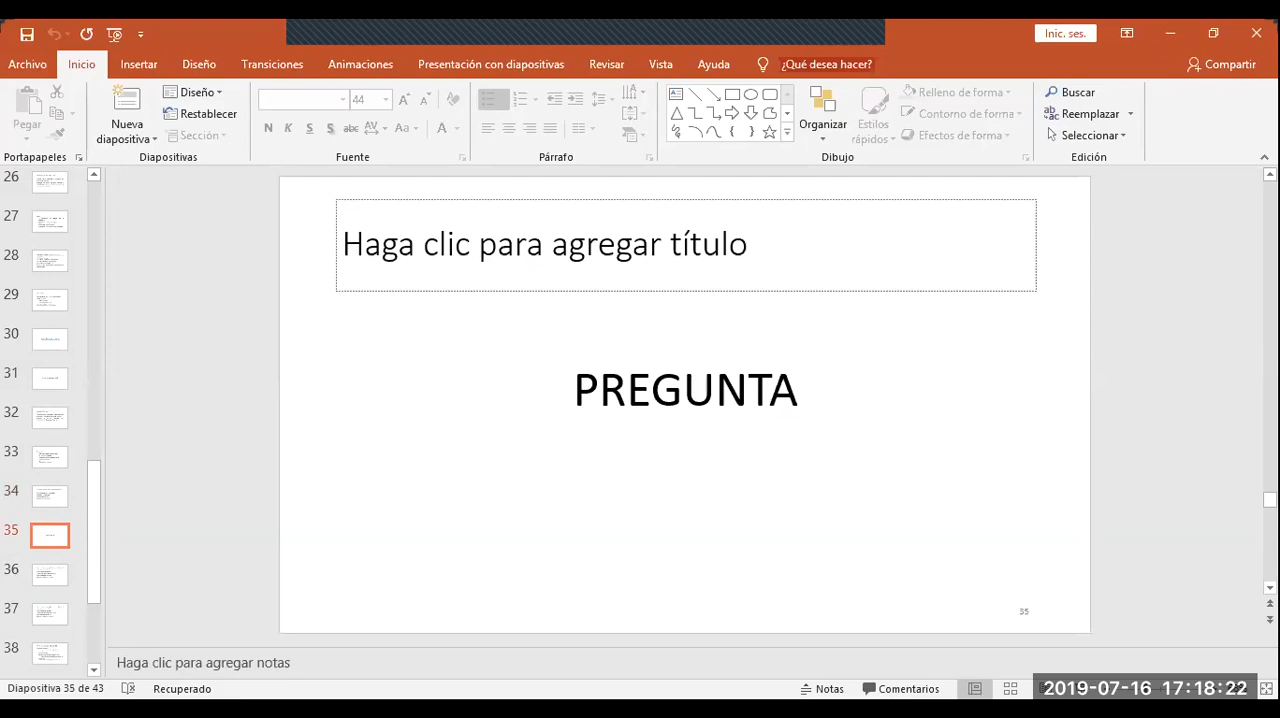 Inic. ses.
Archivo Inicio Insertar Diseño Transiciones Animaciones Presentación con diapositivas Revisar Vista Ayuda ¿Qué desea hacer? Compartir
Pegar
Nueva diapositiva
Diseño
Restablecer
Sección
44
N K S S abc AV Aa A
Organizar
Estilos rápidos
Relleno de forma
Contorno de forma
Efectos de forma
Buscar
Reemplazar
Seleccionar
Portapapeles Diapositivas Fuente Párrafo Dibujo Edición
26
27
28
29
30
31
32
33
34
35
36
37
38
Haga clic para agregar título
PREGUNTA
35
Haga clic para agregar notas
Diapositiva 35 de 43 Recuperado Notas Comentarios
2019-07-16 17:18:22